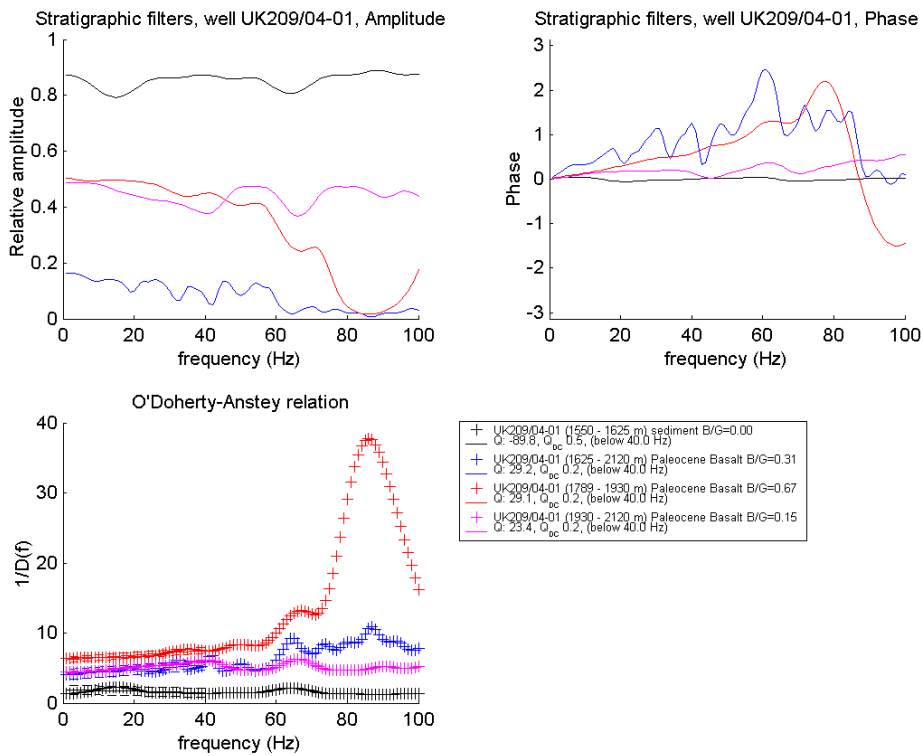 Stratigraphic filters, well UK209/04-01, Amplitude
1
0.8
0.6
0.4
0.2
0
0 20 40 60 80 100
Relative amplitude
frequency (Hz)
Stratigraphic filters, well UK209/04-01, Phase
3
2
1
0
-1
-2
-3
0 20 40 60 80 100
Phase
frequency (Hz)
O'Doherty-Anstey relation
40
30
20
10
0
0 20 40 60 80 100
1/D(f)
frequency (Hz)
UK209/04-01 (1550 - 1625 m) sediment B/G=0.00
Q: -89.8, Q_DC 0.5, (below 40.0 Hz)
UK209/04-01 (1625 - 2120 m) Paleocene Basalt B/G=0.31
Q: 29.2, Q_DC 0.2, (below 40.0 Hz)
UK209/04-01 (1789 - 1930 m) Paleocene Basalt B/G=0.67
Q: 29.1, Q_DC 0.2, (below 40.0 Hz)
UK209/04-01 (1930 - 2120 m) Paleocene Basalt B/G=0.15
Q: 23.4, Q_DC 0.2, (below 40.0 Hz)